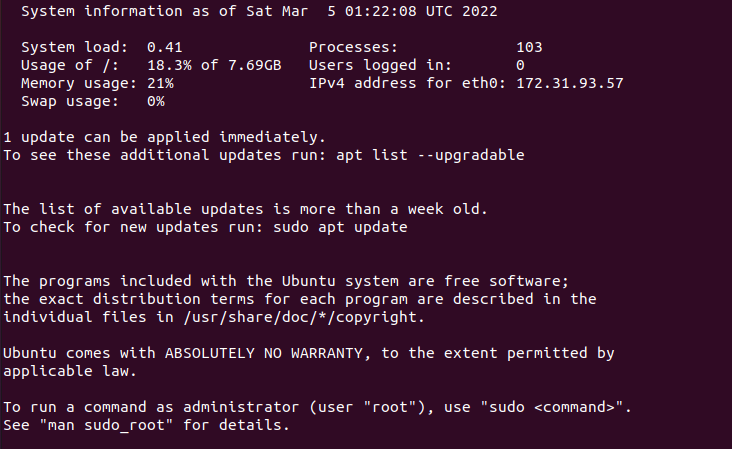 System information as of Sat Mar  5 01:22:08 UTC 2022
System load:  0.41               Processes:             103
Usage of /:   18.3% of 7.69GB   Users logged in:       0
Memory usage: 21%               IPv4 address for eth0: 172.31.93.57
Swap usage:   0%
1 update can be applied immediately.
To see these additional updates run: apt list --upgradable
The list of available updates is more than a week old.
To check for new updates run: sudo apt update
The programs included with the Ubuntu system are free software;
the exact distribution terms for each program are described in the
individual files in /usr/share/doc/*/copyright.
Ubuntu comes with ABSOLUTELY NO WARRANTY, to the extent permitted by
applicable law.
To run a command as administrator (user "root"), use "sudo <command>".
See "man sudo_root" for details.